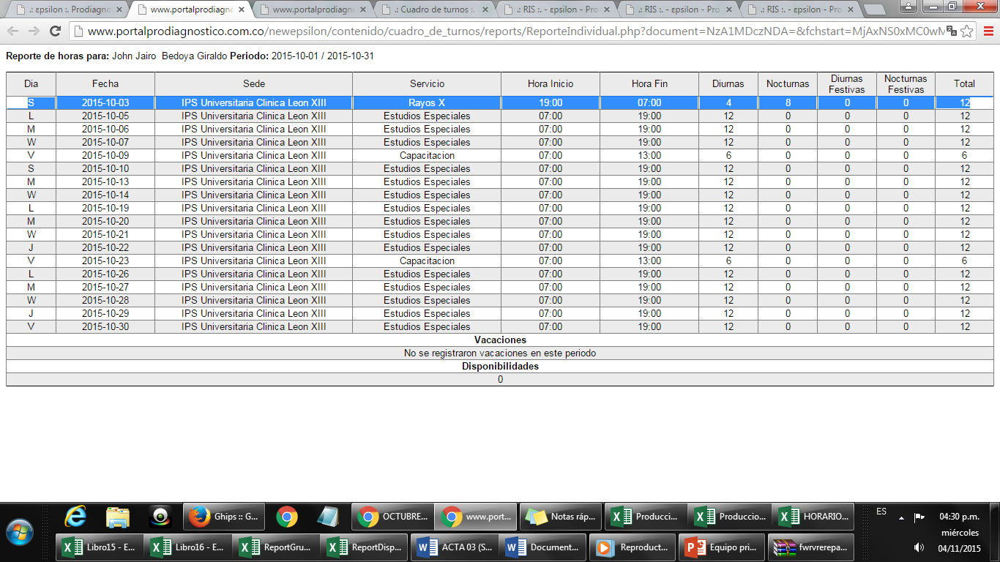 .: epsilon :. Prodiagno
www.portalprodiagno
www.portalprodiagn
.: Cuadro de turnos :.
.: RIS :. - epsilon - Pro
.: RIS :. - epsilon - Pro
.: RIS :. - epsilon - Pro
www.portalprodiagnostico.com.co/newepsilon/contenido/cuadro_de_turnos/reports/ReporteIndividual.php?document=NzA1MDczNDA=&fchstart=MjAxNS0xMC0wM
Reporte de horas para: John Jairo Bedoya Giraldo Periodo: 2015-10-01 / 2015-10-31
Dia Fecha Sede Servicio Hora Inicio Hora Fin Diurnas Nocturnas Diurnas Festivas Nocturnas Festivas Total
S 2015-10-03 IPS Universitaria Clinica Leon XIII Rayos X 19:00 07:00 4 8 0 0 12
L 2015-10-05 IPS Universitaria Clinica Leon XIII Estudios Especiales 07:00 19:00 12 0 0 0 12
M 2015-10-06 IPS Universitaria Clinica Leon XIII Estudios Especiales 07:00 19:00 12 0 0 0 12
W 2015-10-07 IPS Universitaria Clinica Leon XIII Estudios Especiales 07:00 19:00 12 0 0 0 12
V 2015-10-09 IPS Universitaria Clinica Leon XIII Capacitacion 07:00 13:00 6 0 0 0 6
S 2015-10-10 IPS Universitaria Clinica Leon XIII Estudios Especiales 07:00 19:00 12 0 0 0 12
M 2015-10-13 IPS Universitaria Clinica Leon XIII Estudios Especiales 07:00 19:00 12 0 0 0 12
W 2015-10-14 IPS Universitaria Clinica Leon XIII Estudios Especiales 07:00 19:00 12 0 0 0 12
L 2015-10-19 IPS Universitaria Clinica Leon XIII Estudios Especiales 07:00 19:00 12 0 0 0 12
M 2015-10-20 IPS Universitaria Clinica Leon XIII Estudios Especiales 07:00 19:00 12 0 0 0 12
W 2015-10-21 IPS Universitaria Clinica Leon XIII Estudios Especiales 07:00 19:00 12 0 0 0 12
J 2015-10-22 IPS Universitaria Clinica Leon XIII Estudios Especiales 07:00 19:00 12 0 0 0 12
V 2015-10-23 IPS Universitaria Clinica Leon XIII Capacitacion 07:00 13:00 6 0 0 0 6
L 2015-10-26 IPS Universitaria Clinica Leon XIII Estudios Especiales 07:00 19:00 12 0 0 0 12
M 2015-10-27 IPS Universitaria Clinica Leon XIII Estudios Especiales 07:00 19:00 12 0 0 0 12
W 2015-10-28 IPS Universitaria Clinica Leon XIII Estudios Especiales 07:00 19:00 12 0 0 0 12
J 2015-10-29 IPS Universitaria Clinica Leon XIII Estudios Especiales 07:00 19:00 12 0 0 0 12
V 2015-10-30 IPS Universitaria Clinica Leon XIII Estudios Especiales 07:00 19:00 12 0 0 0 12
Vacaciones
No se registraron vacaciones en este periodo
Disponibilidades
0
Ghips :: G...
OCTUBRE...
www.port...
Notas ráp...
Producci...
Produccio...
HORARIO...
ES
04:30 p.m.
miércoles
04/11/2015
Libro15 - E...
Libro16 - E...
ReportGru...
ReportDisp...
ACTA 03 (S...
Document...
Reproduct...
Equipo pri...
fwrvrerepa...